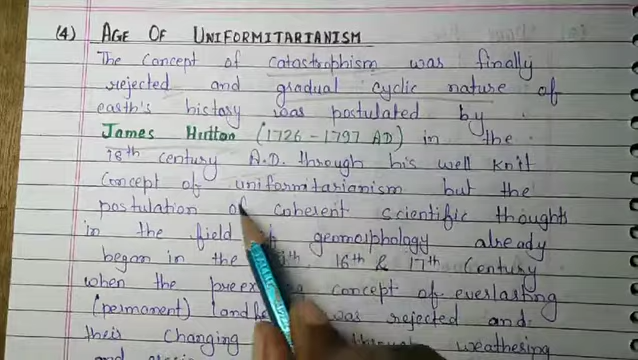 (4) AGE OF UNIFORMITARIANISM
The concept of catastrophism was finally
rejected and gradual cyclic nature of
earth's history was postulated by
James Hutton (1726 - 1797 AD) in the
18th century A.D. through his well knit
concept of uniformitarianism but the
postulation of coherent scientific thoughts
in the field of geomorphology already
began in the 16th & 17th Century
when the concept of everlasting
(permanent) was rejected and
their changing through weathering